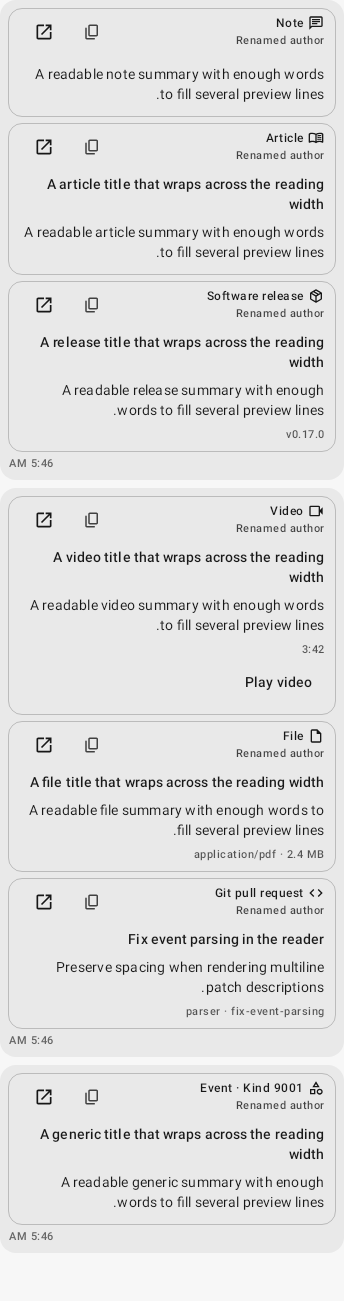 Note
Renamed author
A readable note summary with enough words
to fill several preview lines.
Article
Renamed author
A article title that wraps across the reading
width
A readable article summary with enough words
to fill several preview lines.
Software release
Renamed author
A release title that wraps across the reading
width
A readable release summary with enough
words to fill several preview lines.
v0.17.0
AM 5:46
Video
Renamed author
A video title that wraps across the reading
width
A readable video summary with enough words
to fill several preview lines.
3:42
Play video
File
Renamed author
A file title that wraps across the reading width
A readable file summary with enough words to
fill several preview lines.
application/pdf · 2.4 MB
Git pull request
Renamed author
Fix event parsing in the reader
Preserve spacing when rendering multiline
patch descriptions.
parser · fix-event-parsing
AM 5:46
Event · Kind 9001
Renamed author
A generic title that wraps across the reading
width
A readable generic summary with enough
words to fill several preview lines.
AM 5:46